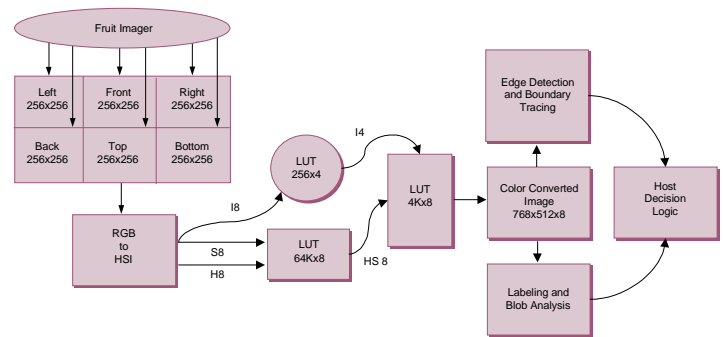 Fruit Imager
Left
256x256
Front
256x256
Right
256x256
Back
256x256
Top
256x256
Bottom
256x256
RGB
to
HSI
I8
S8
H8
LUT
256x4
LUT
64Kx8
I4
HS 8
LUT
4Kx8
Edge Detection
and Boundary
Tracing
Color Converted
Image
768x512x8
Labeling and
Blob Analysis
Host
Decision
Logic